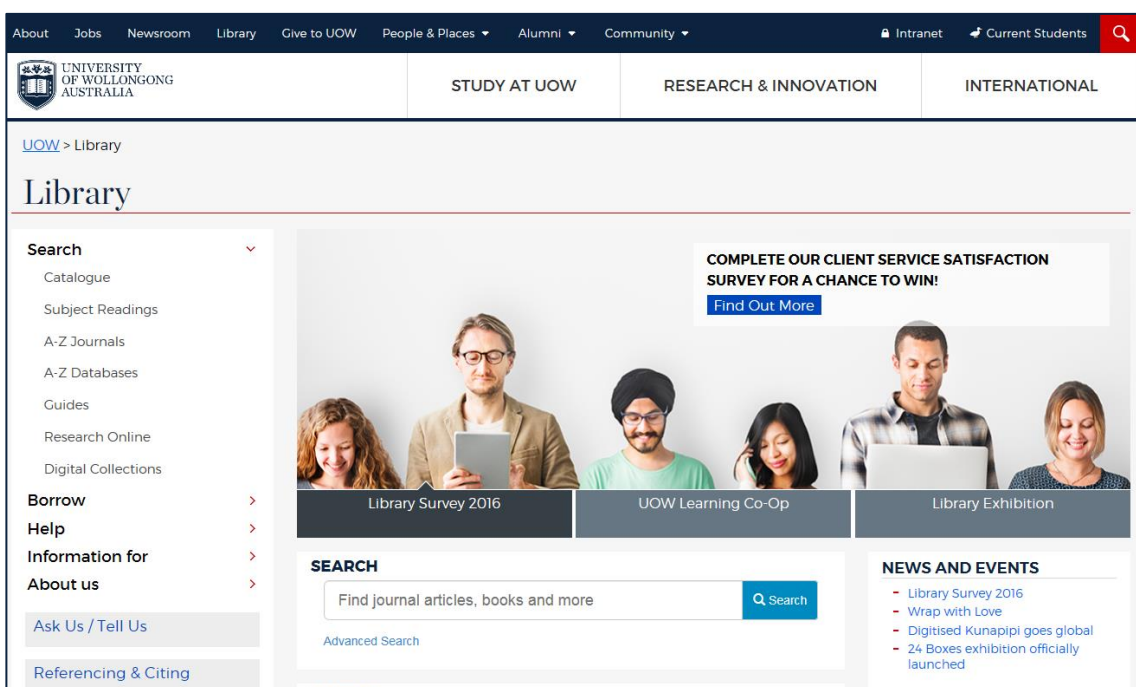 About Jobs Newsroom Library Give to UOW People & Places Alumni Community Intranet Current Students
UNIVERSITY
OF WOLLONGONG
AUSTRALIA
STUDY AT UOW RESEARCH & INNOVATION INTERNATIONAL
UOW > Library
Library
Search
Catalogue
Subject Readings
A-Z Journals
A-Z Databases
Guides
Research Online
Digital Collections
Borrow
Help
Information for
About us
Ask Us / Tell Us
Referencing & Citing
COMPLETE OUR CLIENT SERVICE SATISFACTION
SURVEY FOR A CHANCE TO WIN!
Find Out More
Library Survey 2016 UOW Learning Co-Op Library Exhibition
SEARCH
Find journal articles, books and more Search
Advanced Search
NEWS AND EVENTS
- Library Survey 2016
- Wrap with Love
- Digitised Kunapipi goes global
- 24 Boxes exhibition officially
launched